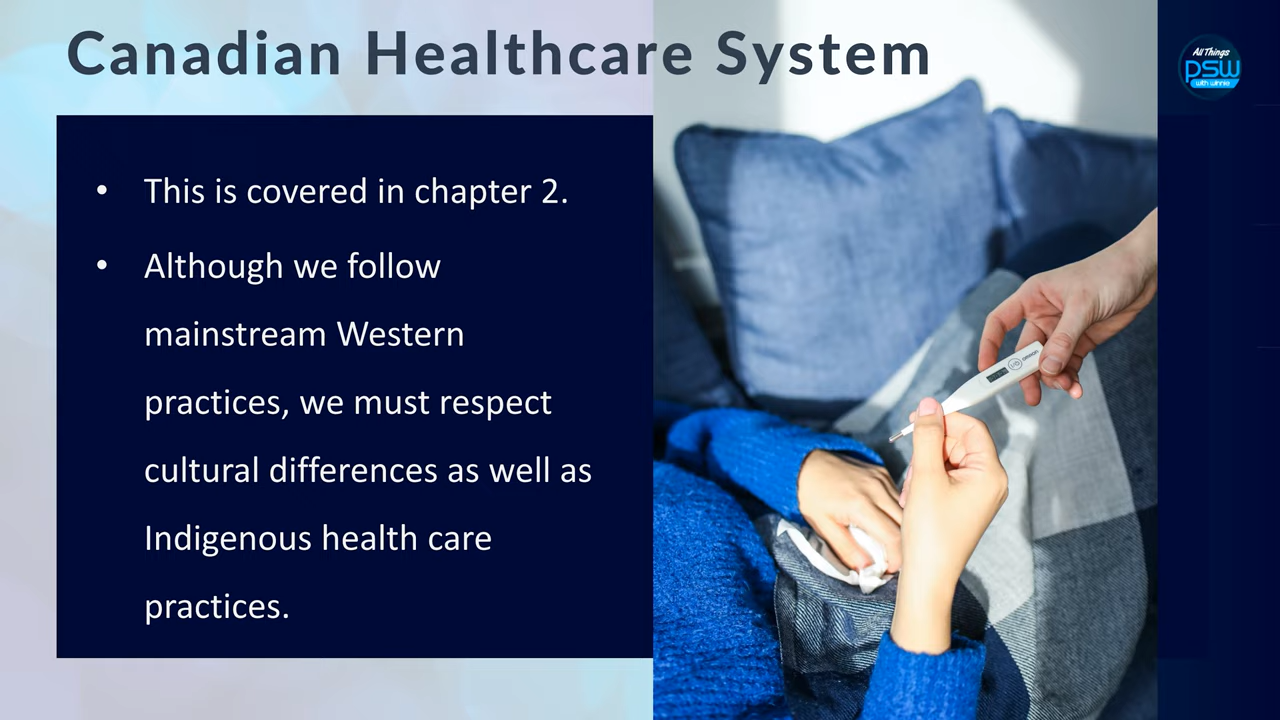 Canadian Healthcare System
All Things
psw
with winnie
• This is covered in chapter 2.
• Although we follow
mainstream Western
practices, we must respect
cultural differences as well as
Indigenous health care
practices.
OMRON